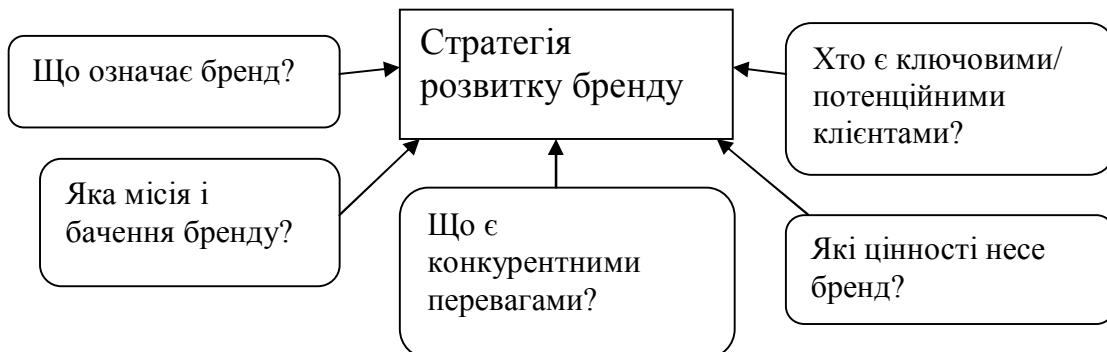 Стратегія
розвитку бренду
Що означає бренд?
Хто є ключовими/
потенційними
клієнтами?
Яка місія і
бачення бренду?
Що є
конкурентними
перевагами?
Які цінності несе
бренд?